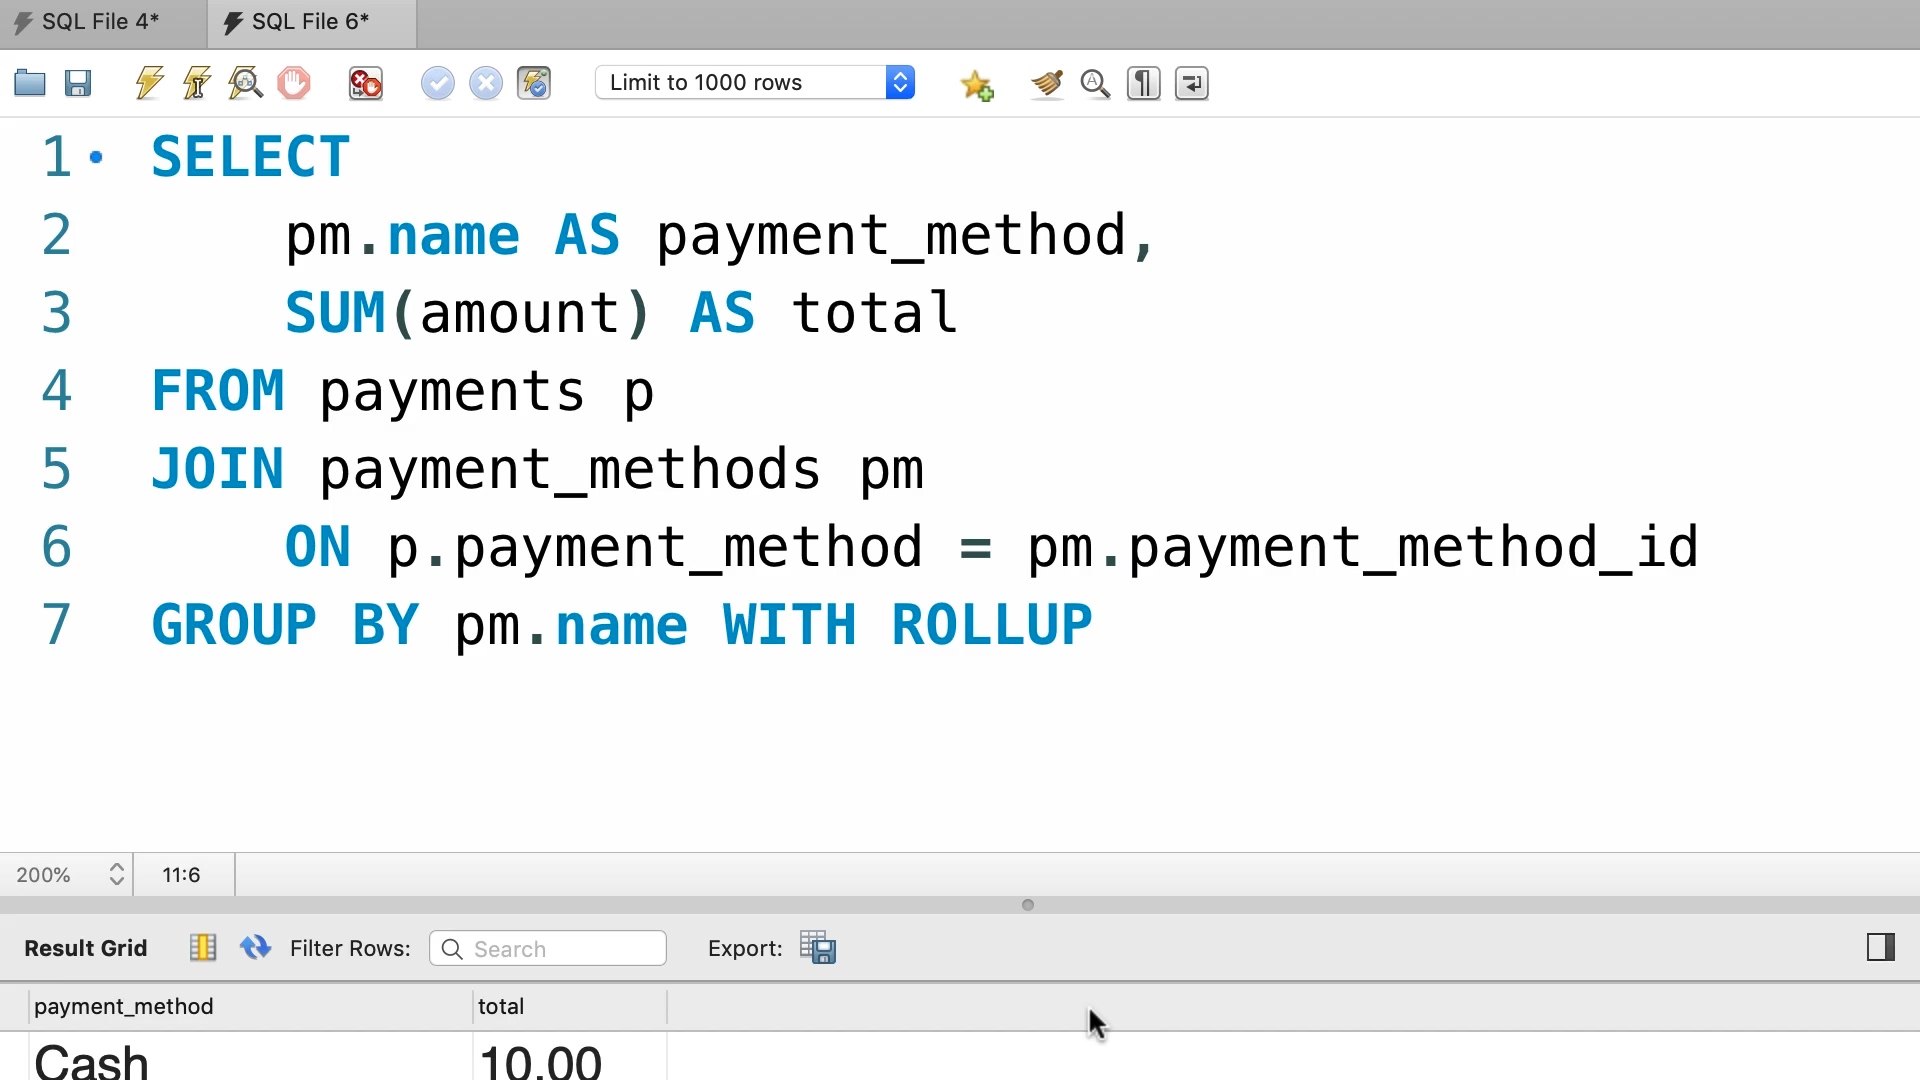 SQL File 4* SQL File 6*
Limit to 1000 rows
1 SELECT
2 pm.name AS payment_method,
3 SUM(amount) AS total
4 FROM payments p
5 JOIN payment_methods pm
6 ON p.payment_method = pm.payment_method_id
7 GROUP BY pm.name WITH ROLLUP
200% 11:6
Result Grid Filter Rows: Search Export:
payment_method total
Cash 10.00